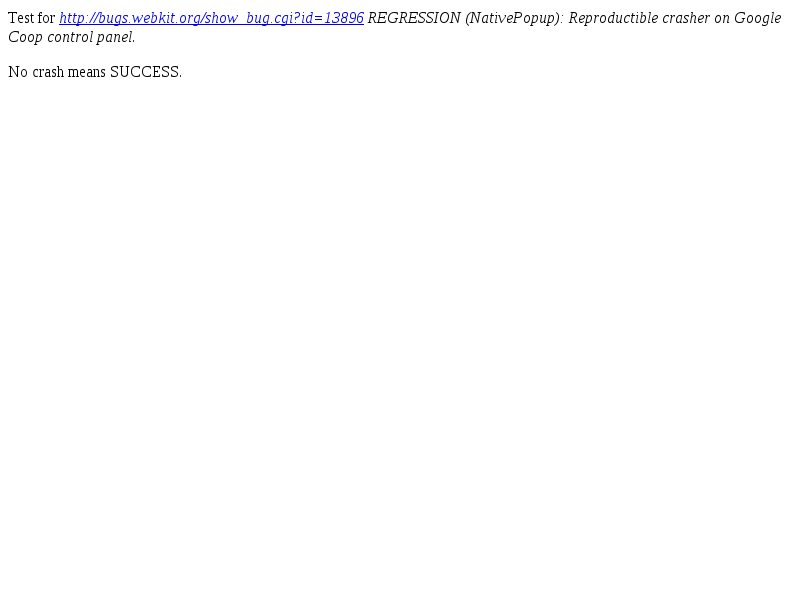 Test for http://bugs.webkit.org/show_bug.cgi?id=13896 REGRESSION (NativePopup): Reproducible crasher on Google
Coop control panel.
No crash means SUCCESS.